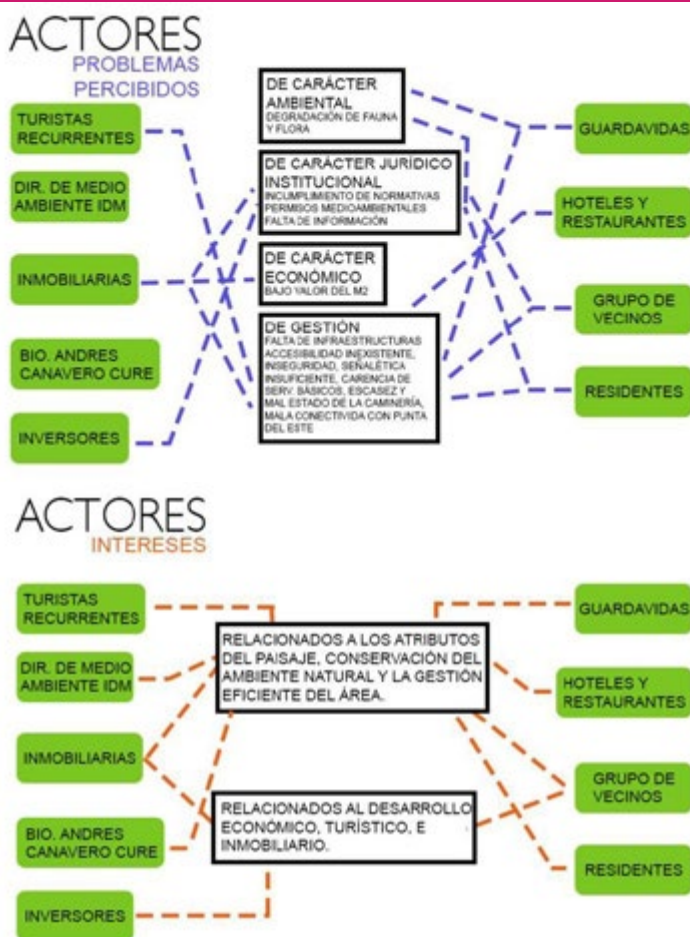 ACTORES
PROBLEMAS
PERCIBIDOS
TURISTAS
RECURRENTES
DIR. DE MEDIO
AMBIENTE IDM
INMOBILIARIAS
BIO. ANDRES
CANAVERO CURE
INVERSORES
DE CARÁCTER
AMBIENTAL
DEGRADACIÓN DE FAUNA
Y FLORA
DE CARÁCTER JURÍDICO
INSTITUCIONAL
INCUMPLIMIENTO DE NORMATIVAS
PERMISOS MEDIOAMBIENTALES
FALTA DE INFORMACIÓN
DE CARÁCTER
ECONÓMICO
BAJO VALOR DEL M2
DE GESTIÓN
FALTA DE INFRAESTRUCTURAS
ACCESIBILIDAD INEXISTENTE,
INSEGURIDAD, SEÑALÉTICA
INSUFICIENTE, CARENCIA DE
SERV. BÁSICOS, ESCASEZ Y
MAL ESTADO DE LA CAMINERÍA,
MALA CONECTIVIDA CON PUNTA
DEL ESTE
GUARDAVIDAS
HOTELES Y
RESTAURANTES
GRUPO DE
VECINOS
RESIDENTES
ACTORES
INTERESES
TURISTAS
RECURRENTES
DIR. DE MEDIO
AMBIENTE IDM
INMOBILIARIAS
BIO. ANDRES
CANAVERO CURE
INVERSORES
RELACIONADOS A LOS ATRIBUTOS
DEL PAISAJE, CONSERVACIÓN DEL
AMBIENTE NATURAL Y LA GESTIÓN
EFICIENTE DEL ÁREA.
RELACIONADOS AL DESARROLLO
ECONÓMICO, TURÍSTICO, E
INMOBILIARIO.
GUARDAVIDAS
HOTELES Y
RESTAURANTES
GRUPO DE
VECINOS
RESIDENTES